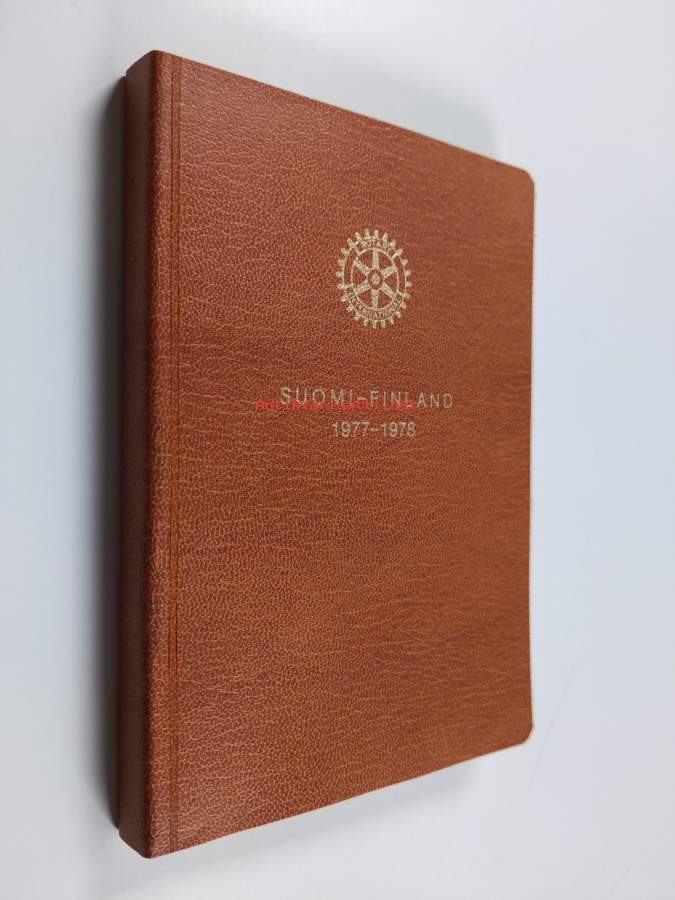 ROTARY
INTERNATIONAL
SUOMI-FINLAND
1977-1978